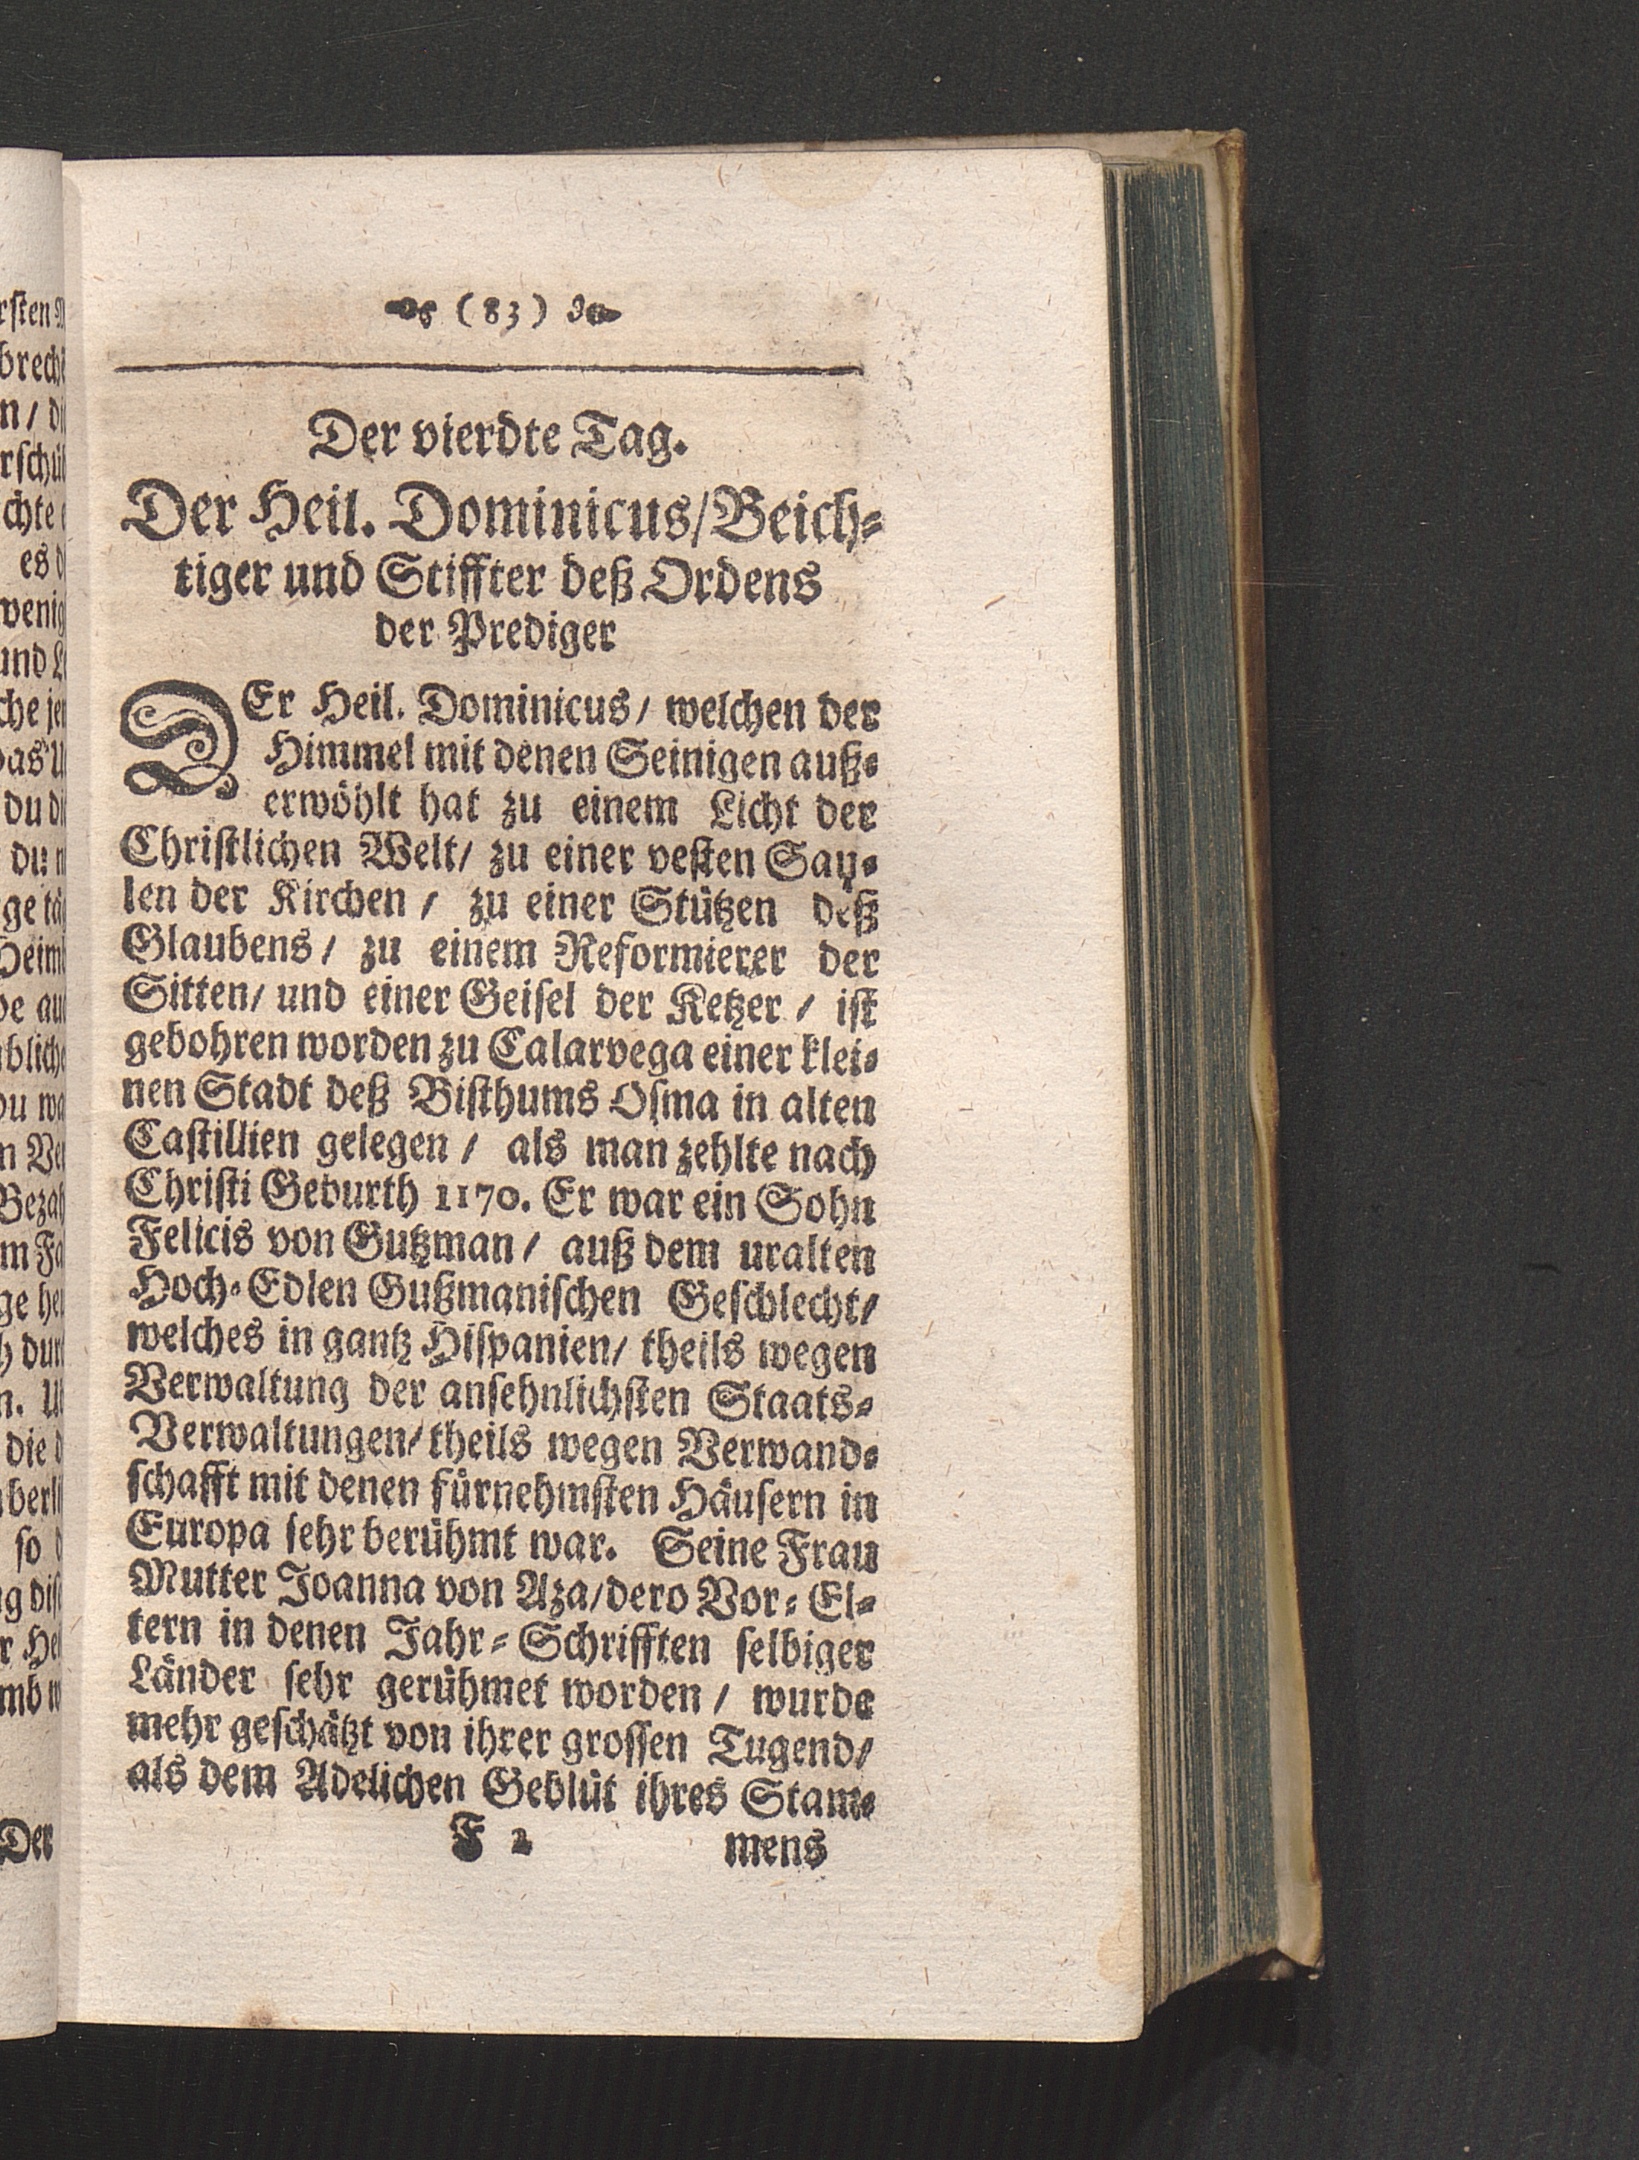 (83)
Der vierdte Tag.
Der Heil. Dominicus/Beich-
tiger und Stiffter deß Ordens
der Prediger
DEr Heil. Dominicus/ welchen der
Himmel mit denen Seinigen auß-
erwöhlt hat zu einem Licht der
Christlichen Welt/ zu einer vesten Säy-
len der Kirchen / zu einer Stützen deß
Glaubens/ zu einem Reformierer der
Sitten/ und einer Geisel der Ketzer / ist
gebohren worden zu Calarvega einer klei-
nen Stadt deß Bisthums Osma in alten
Castillien gelegen / als man zehlte nach
Christi Geburth 1170. Er war ein Sohn
Felicis von Gutzman / auß dem uralten
Hoch-Edlen Gußmanischen Geschlecht/
welches in gantz Hispanien/ theils wegen
Verwaltung der ansehnlichsten Staats-
Verwaltungen/ theils wegen Verwand-
schafft mit denen fürnehmsten Häusern in
Europa sehr berühmt war. Seine Frau
Mutter Joanna von Aza/dero Vor-El-
tern in denen Jahr-Schrifften selbiger
Länder sehr gerühmet worden / wurde
mehr geschätzt von ihrer grossen Tugend/
als dem Adelichen Geblüt ihres Stam-
F 2 mens